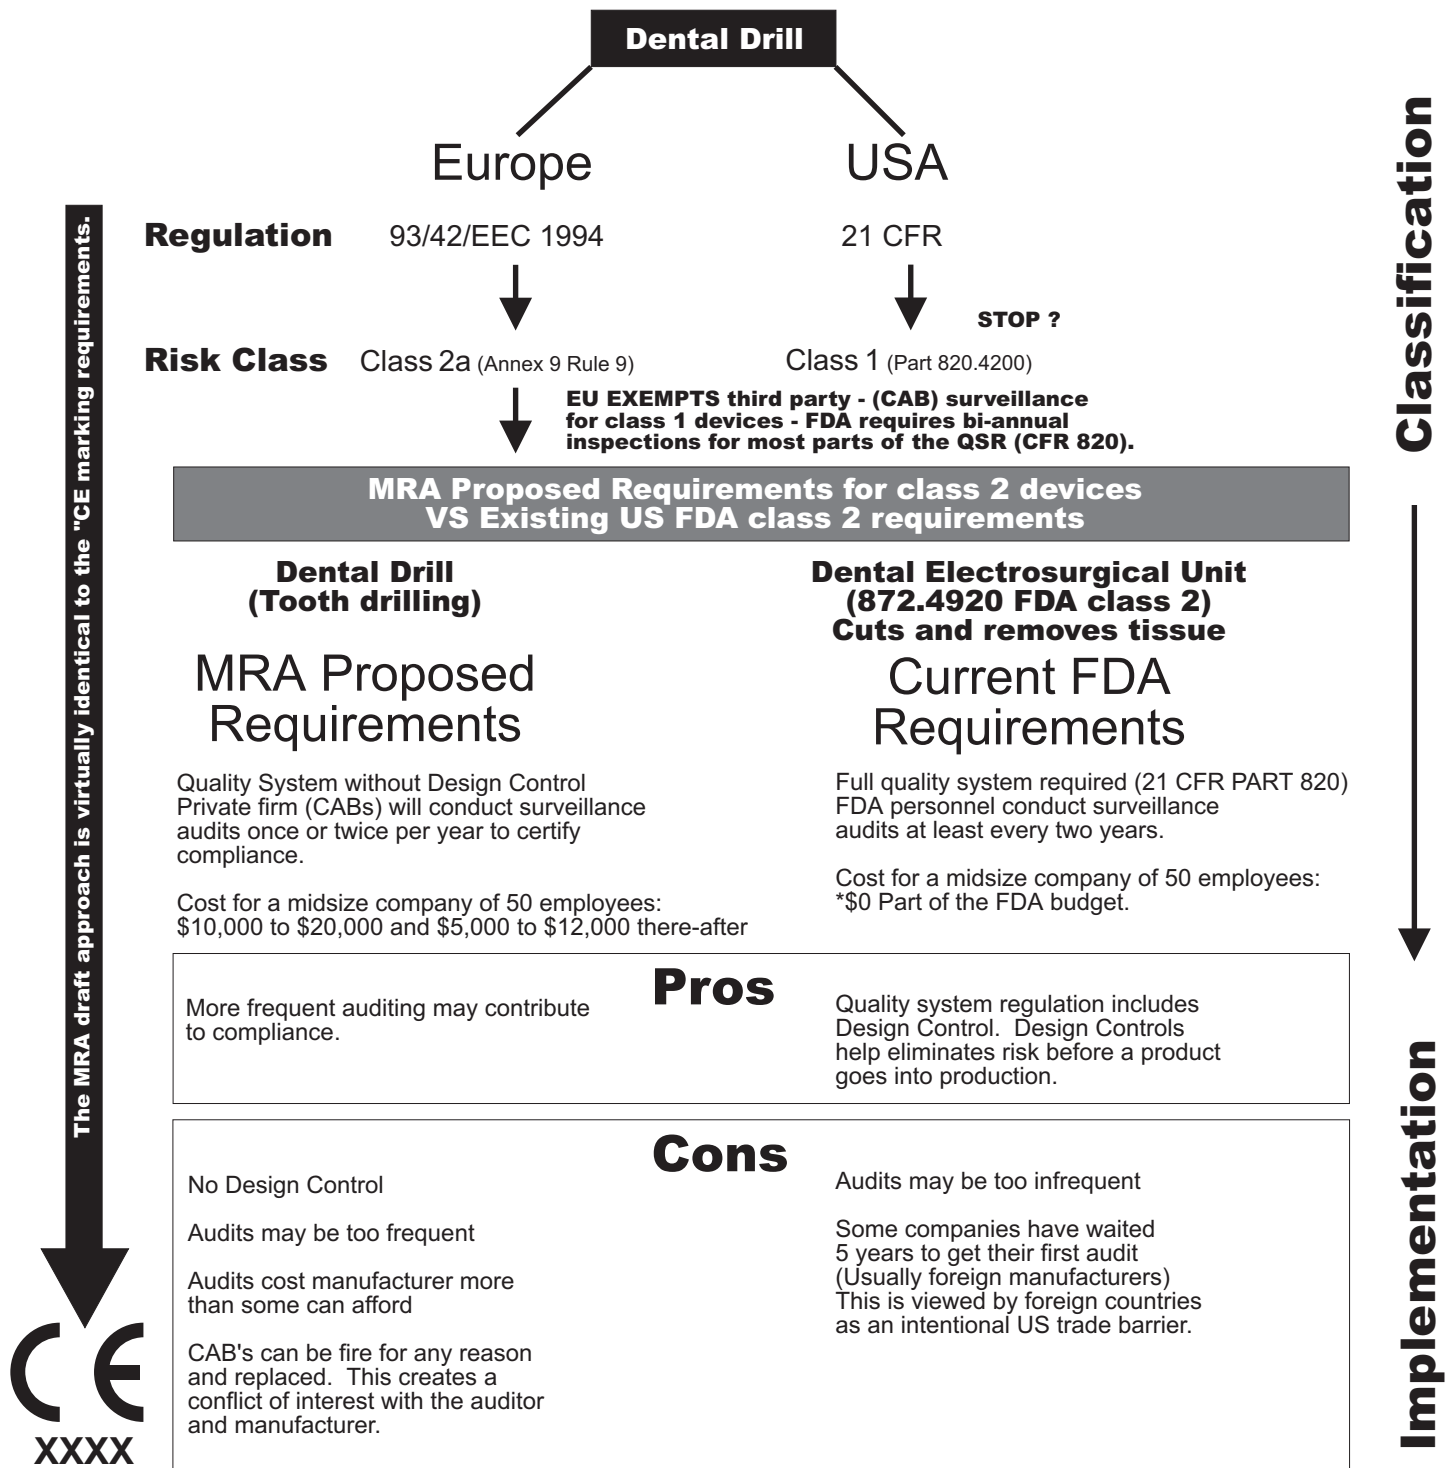 Dental Drill
Europe
USA
Regulation
93/42/EEC 1994
21 CFR
STOP ?
Risk Class
Class 2a (Annex 9 Rule 9)
Class 1 (Part 820.4200)
EU EXEMPTS third party - (CAB) surveillance
for class 1 devices - FDA requires bi-annual
inspections for most parts of the QSR (CFR 820).
MRA Proposed Requirements for class 2 devices
VS Existing US FDA class 2 requirements
Dental Drill
(Tooth drilling)
MRA Proposed
Requirements
Quality System without Design Control
Private firm (CABs) will conduct surveillance
audits once or twice per year to certify
compliance.
Cost for a midsize company of 50 employees:
$10,000 to $20,000 and $5,000 to $12,000 there-after
Dental Electrosurgical Unit
(872.4920 FDA class 2)
Cuts and removes tissue
Current FDA
Requirements
Full quality system required (21 CFR PART 820)
FDA personnel conduct surveillance
audits at least every two years.
Cost for a midsize company of 50 employees:
*$0 Part of the FDA budget.
Pros
More frequent auditing may contribute
to compliance.
Quality system regulation includes
Design Control. Design Controls
help eliminates risk before a product
goes into production.
Cons
No Design Control
Audits may be too frequent
Audits cost manufacturer more
than some can afford
CAB's can be fire for any reason
and replaced. This creates a
conflict of interest with the auditor
and manufacturer.
Audits may be too infrequent
Some companies have waited
5 years to get their first audit
(Usually foreign manufacturers)
This is viewed by foreign countries
as an intentional US trade barrier.
The MRA draft approach is virtually identical to the "CE marking requirements.
CE
XXXX
Classification
Implementation